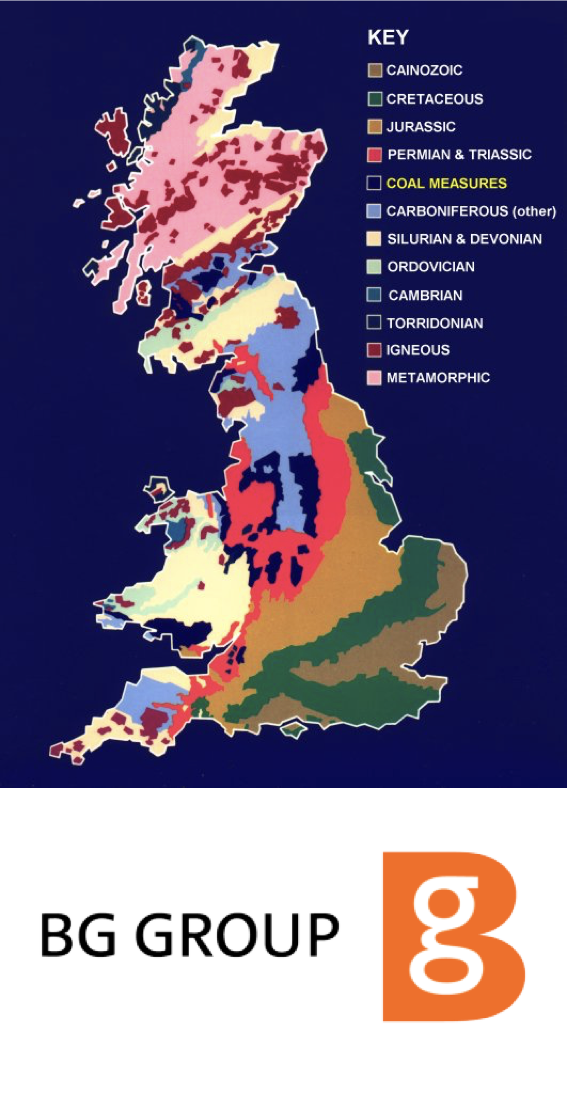 KEY
CAINOZOIC
CRETACEOUS
JURASSIC
PERMIAN & TRIASSIC
COAL MEASURES
CARBONIFEROUS (other)
SILURIAN & DEVONIAN
ORDOVICIAN
CAMBRIAN
TORRIDONIAN
IGNEOUS
METAMORPHIC
BG GROUP
Bg